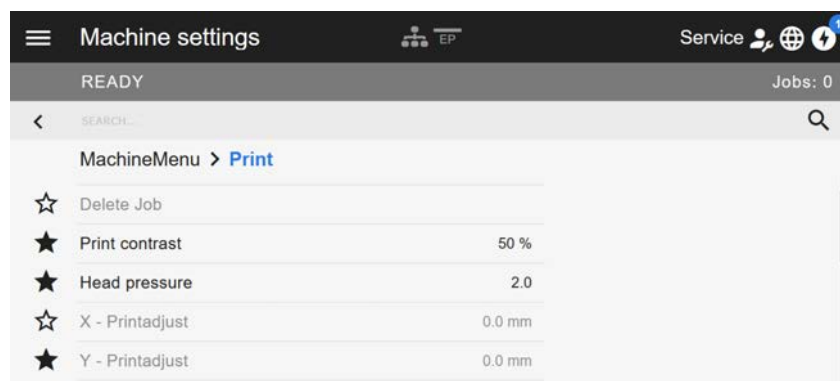 Machine settings EP Service 1
READY Jobs: 0
SEARCH...
MachineMenu > Print
Delete Job
Print contrast 50 %
Head pressure 2.0
X - Printadjust 0.0 mm
Y - Printadjust 0.0 mm